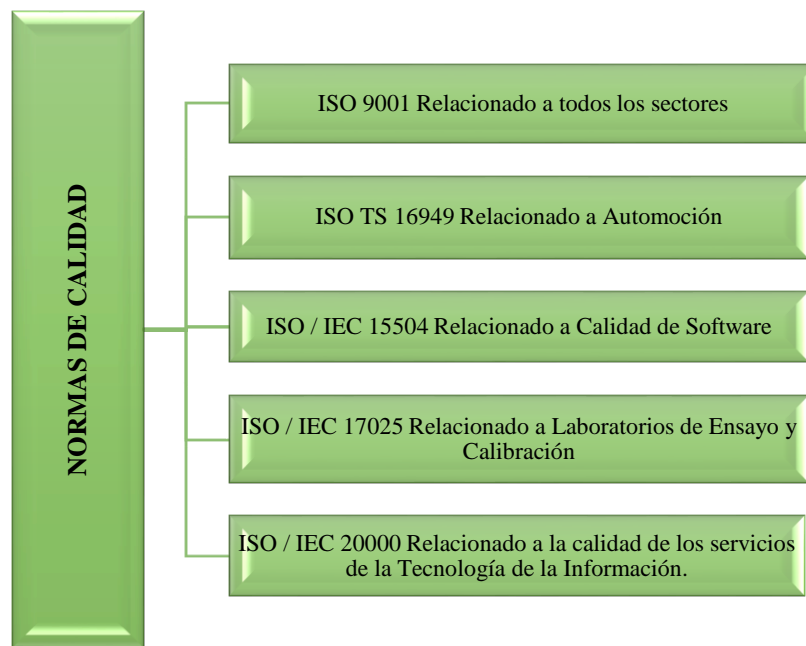 NORMAS DE CALIDAD
ISO 9001 Relacionado a todos los sectores
ISO TS 16949 Relacionado a Automoción
ISO / IEC 15504 Relacionado a Calidad de Software
ISO / IEC 17025 Relacionado a Laboratorios de Ensayo y
Calibración
ISO / IEC 20000 Relacionado a la calidad de los servicios
de la Tecnología de la Información.